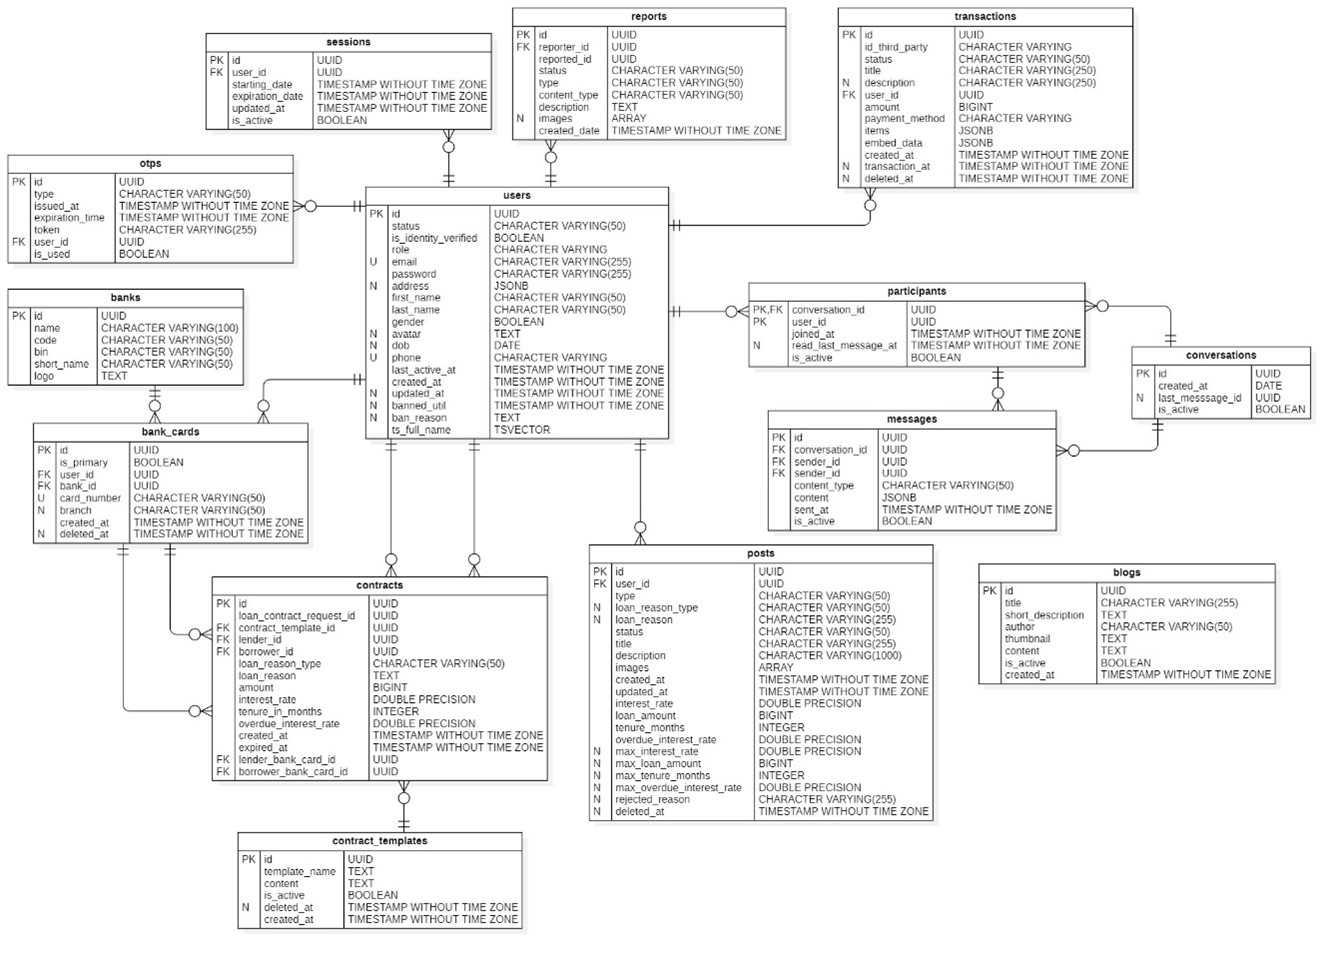 sessions
PK id UUID
FK user_id UUID
starting_date TIMESTAMP WITHOUT TIME ZONE
expiration_date TIMESTAMP WITHOUT TIME ZONE
updated_at TIMESTAMP WITHOUT TIME ZONE
is_active BOOLEAN
reports
PK id UUID
FK reporter_id UUID
reported_id UUID
status CHARACTER VARYING(50)
type CHARACTER VARYING(50)
content_type CHARACTER VARYING(50)
description TEXT
N images ARRAY
created_date TIMESTAMP WITHOUT TIME ZONE
transactions
PK id UUID
id_third_party CHARACTER VARYING
status CHARACTER VARYING(50)
title CHARACTER VARYING(250)
N description CHARACTER VARYING(250)
FK user_id UUID
amount BIGINT
payment_method CHARACTER VARYING
items JSONB
embed_data JSONB
created_at TIMESTAMP WITHOUT TIME ZONE
N transaction_at TIMESTAMP WITHOUT TIME ZONE
N deleted_at TIMESTAMP WITHOUT TIME ZONE
otps
PK id UUID
type CHARACTER VARYING(50)
issued_at TIMESTAMP WITHOUT TIME ZONE
expiration_time TIMESTAMP WITHOUT TIME ZONE
token CHARACTER VARYING(255)
FK user_id UUID
is_used BOOLEAN
users
PK id UUID
status CHARACTER VARYING(50)
is_identity_verified BOOLEAN
role CHARACTER VARYING
U email CHARACTER VARYING(255)
password CHARACTER VARYING(255)
N address JSONB
first_name CHARACTER VARYING(50)
last_name CHARACTER VARYING(50)
gender BOOLEAN
N avatar TEXT
N dob DATE
U phone CHARACTER VARYING
last_active_at TIMESTAMP WITHOUT TIME ZONE
created_at TIMESTAMP WITHOUT TIME ZONE
N updated_at TIMESTAMP WITHOUT TIME ZONE
N banned_util TIMESTAMP WITHOUT TIME ZONE
N ban_reason TEXT
ts_full_name TSVECTOR
banks
PK id UUID
name CHARACTER VARYING(100)
code CHARACTER VARYING(50)
bin CHARACTER VARYING(50)
short_name CHARACTER VARYING(50)
logo TEXT
participants
PK,FK conversation_id UUID
PK user_id UUID
joined_at TIMESTAMP WITHOUT TIME ZONE
N read_last_message_at TIMESTAMP WITHOUT TIME ZONE
is_active BOOLEAN
conversations
PK id UUID
created_at DATE
N last_messsage_id UUID
is_active BOOLEAN
bank_cards
PK id UUID
is_primary BOOLEAN
FK user_id UUID
FK bank_id UUID
U card_number CHARACTER VARYING(50)
N branch CHARACTER VARYING(50)
created_at TIMESTAMP WITHOUT TIME ZONE
N deleted_at TIMESTAMP WITHOUT TIME ZONE
messages
PK id UUID
FK conversation_id UUID
FK sender_id UUID
FK sender_id UUID
content_type CHARACTER VARYING(50)
content JSONB
sent_at TIMESTAMP WITHOUT TIME ZONE
is_active BOOLEAN
contracts
PK id UUID
loan_contract_request_id UUID
FK contract_template_id UUID
FK lender_id UUID
FK borrower_id UUID
loan_reason_type CHARACTER VARYING(50)
loan_reason TEXT
amount BIGINT
interest_rate DOUBLE PRECISION
tenure_in_months INTEGER
overdue_interest_rate DOUBLE PRECISION
created_at TIMESTAMP WITHOUT TIME ZONE
expired_at TIMESTAMP WITHOUT TIME ZONE
FK lender_bank_card_id UUID
FK borrower_bank_card_id UUID
posts
PK id UUID
FK user_id UUID
type CHARACTER VARYING(50)
N loan_reason_type CHARACTER VARYING(50)
N loan_reason CHARACTER VARYING(255)
status CHARACTER VARYING(50)
title CHARACTER VARYING(255)
description CHARACTER VARYING(1000)
images ARRAY
created_at TIMESTAMP WITHOUT TIME ZONE
updated_at TIMESTAMP WITHOUT TIME ZONE
interest_rate DOUBLE PRECISION
loan_amount BIGINT
tenure_months INTEGER
overdue_interest_rate DOUBLE PRECISION
N max_interest_rate DOUBLE PRECISION
N max_loan_amount BIGINT
N max_tenure_months INTEGER
N max_overdue_interest_rate DOUBLE PRECISION
N rejected_reason CHARACTER VARYING(255)
N deleted_at TIMESTAMP WITHOUT TIME ZONE
blogs
PK id UUID
title CHARACTER VARYING(255)
short_description TEXT
author CHARACTER VARYING(50)
thumbnail TEXT
content TEXT
is_active BOOLEAN
created_at TIMESTAMP WITHOUT TIME ZONE
contract_templates
PK id UUID
template_name TEXT
content TEXT
is_active BOOLEAN
N deleted_at TIMESTAMP WITHOUT TIME ZONE
created_at TIMESTAMP WITHOUT TIME ZONE